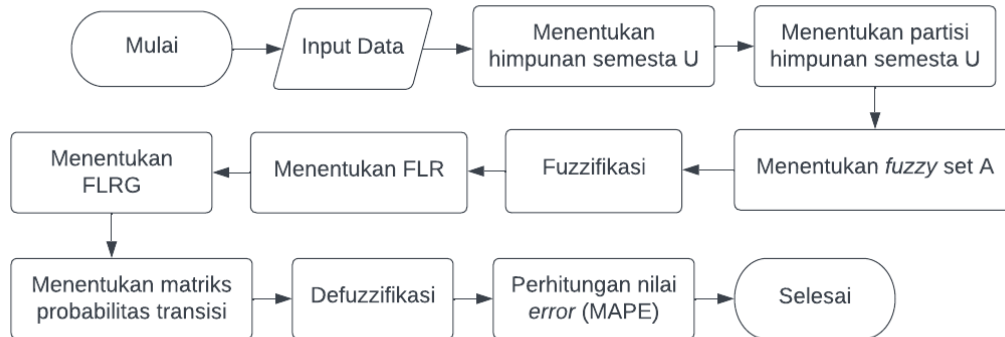 Mulai
Input Data
Menentukan
himpunan semesta U
Menentukan partisi
himpunan semesta U
Menentukan fuzzy set A
Fuzzifikasi
Menentukan FLR
Menentukan
FLRG
Menentukan matriks
probabilitas transisi
Defuzzifikasi
Perhitungan nilai
error (MAPE)
Selesai